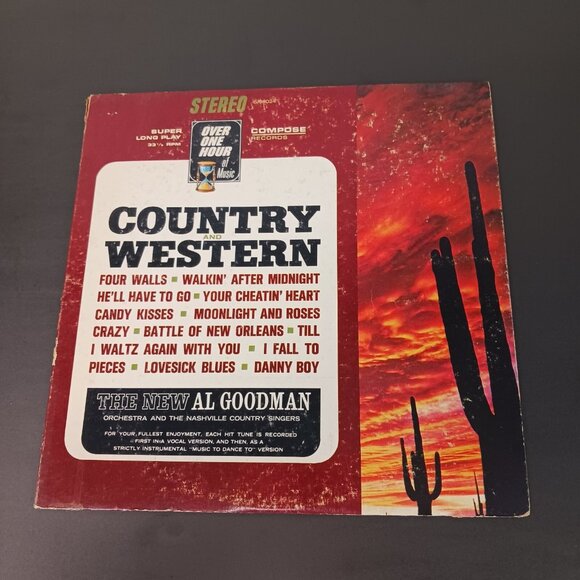 STEREO
SUPER
LONG PLAY
33 1/3 RPM
OVER
ONE
HOUR
of
Music
COMPOSE
RECORDS
COUNTRY
AND
WESTERN
FOUR WALLS ▪ WALKIN' AFTER MIDNIGHT
HE'LL HAVE TO GO ▪ YOUR CHEATIN' HEART
CANDY KISSES ▪ MOONLIGHT AND ROSES
CRAZY ▪ BATTLE OF NEW ORLEANS ▪ TILL
I WALTZ AGAIN WITH YOU ▪ I FALL TO
PIECES ▪ LOVESICK BLUES ▪ DANNY BOY
THE NEW AL GOODMAN
ORCHESTRA AND THE NASHVILLE COUNTRY SINGERS
FOR YOUR FULLEST ENJOYMENT, EACH HIT TUNE IS RECORDED
FIRST IN A VOCAL VERSION, AND THEN, AS A
STRICTLY INSTRUMENTAL "MUSIC TO DANCE TO" VERSION